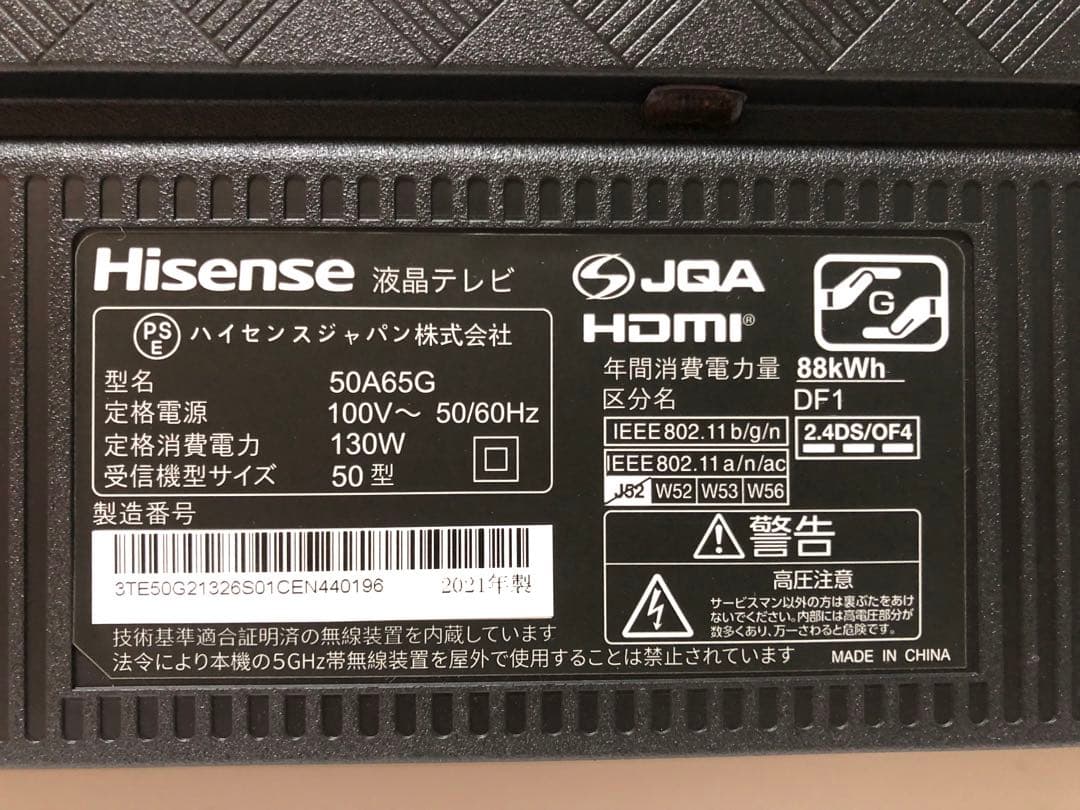 Hisense 液晶テレビ
PSE ハイセンスジャパン株式会社
型名 50A65G
定格電源 100V～ 50/60Hz
定格消費電力 130W
受信機型サイズ 50 型
製造番号
3TE50G21326S01CEN440196 2021年製
技術基準適合証明済の無線装置を内蔵しています
法令により本機の5GHz帯無線装置を屋外で使用することは禁止されています
SJQA
HDMI®
G
年間消費電力量 88kWh
区分名 DF1
IEEE802.11b/g/n 2.4DS/OF4
IEEE802.11a/n/ac
J52 W52 W53 W56
警告
高圧注意
サービスマン以外の方は裏ぶたをあけ
ないでください。内部には高電圧部分が
数多くあり、万一さわると危険です。
MADE IN CHINA